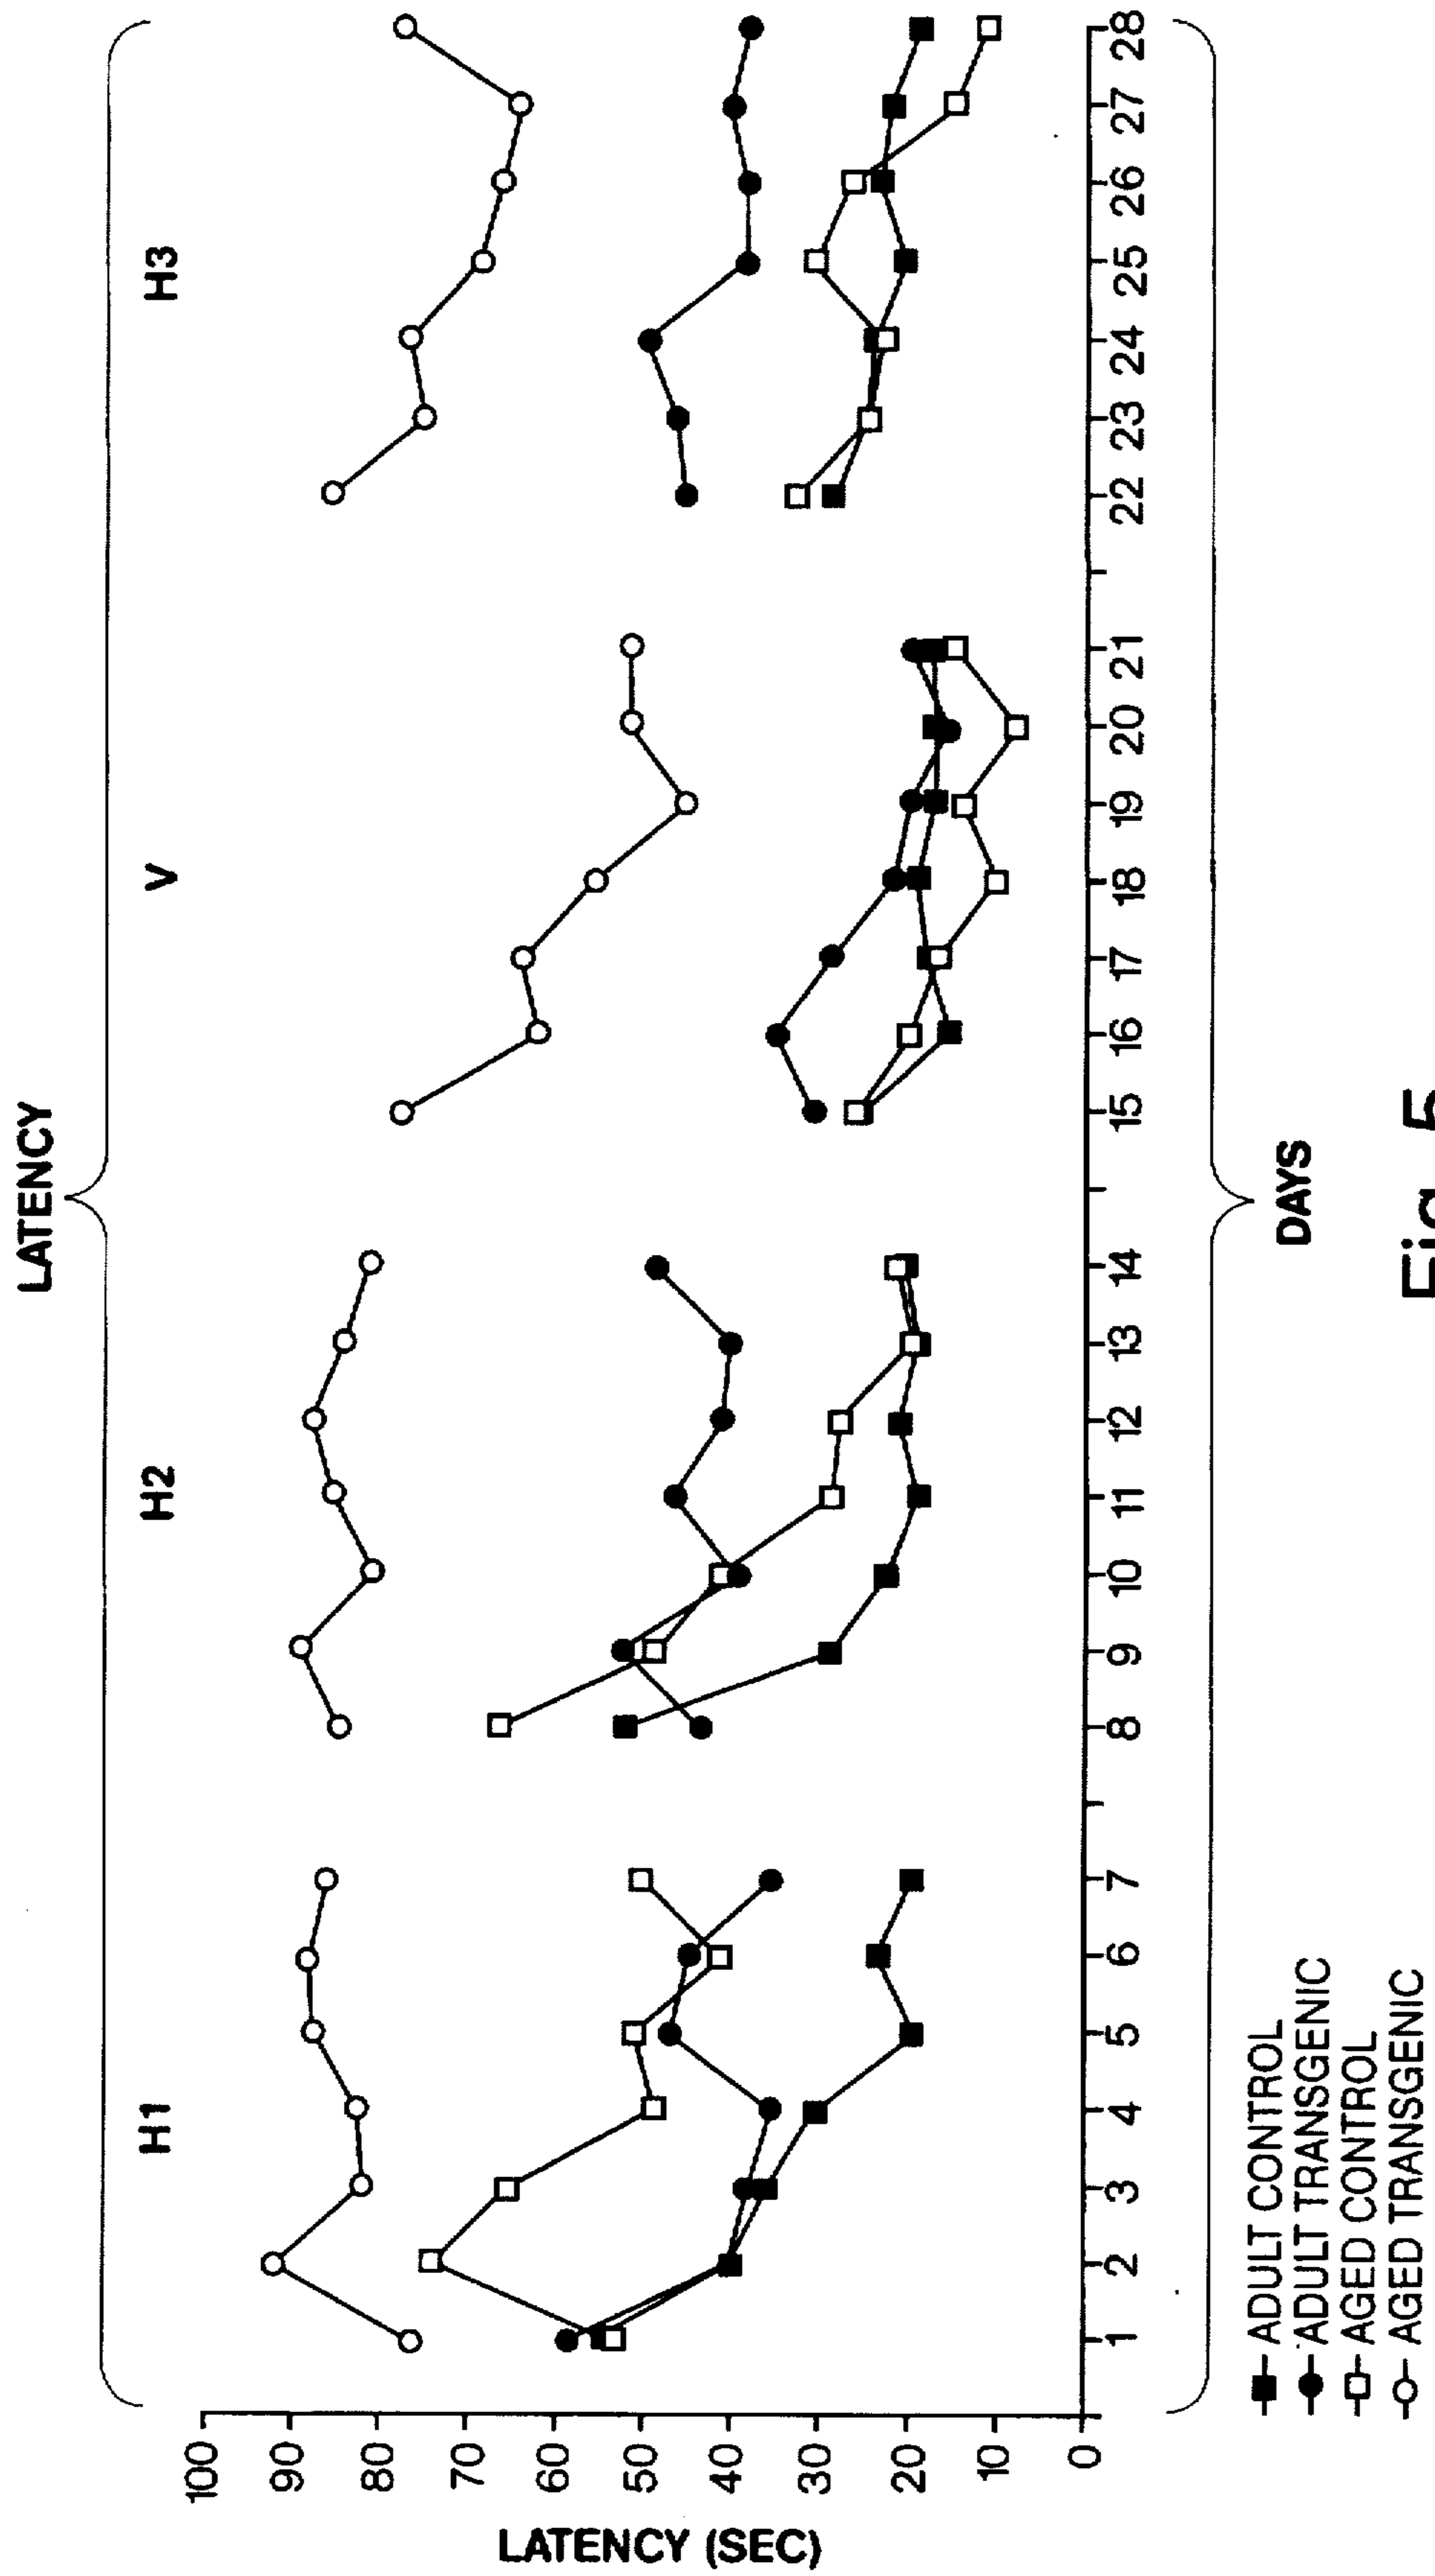 LATENCY
H1 H2 V H3
LATENCY (SEC)
100
90
80
70
60
50
40
30
20
10
0
1 2 3 4 5 6 7 8 9 10 11 12 13 14 15 16 17 18 19 20 21 22 23 24 25 26 27 28
DAYS
ADULT CONTROL
ADULT TRANSGENIC
AGED CONTROL
AGED TRANSGENIC
Fig. 5